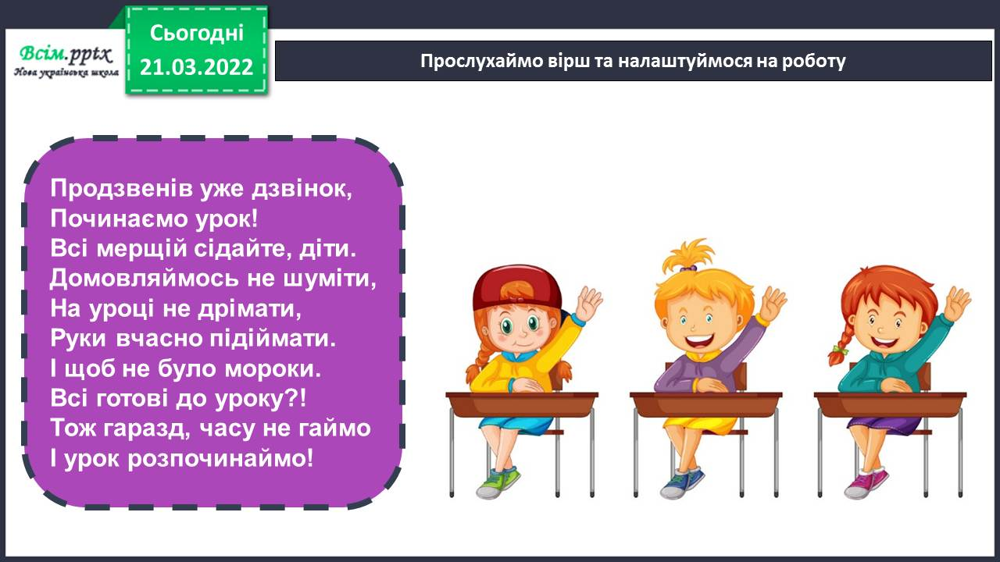 Всім.pptx
Нова українська школа
Сьогодні
21.03.2022
Прослухаймо вірш та налаштуймося на роботу
Продзвенів уже дзвінок,
Починаємо урок!
Всі мерщій сідайте, діти.
Домовляймось не шуміти,
На уроці не дрімати,
Руки вчасно підіймати.
І щоб не було мороки.
Всі готові до уроку?!
Тож гаразд, часу не гаймо
І урок розпочинаймо!